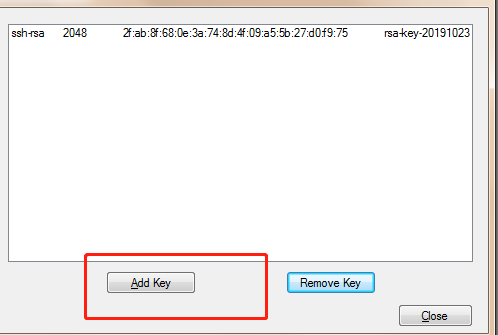 ssh-rsa 2048 2f:ab:8f:68:0e:3a:74:8d:4f:09:a5:5b:27:d0:f9:75 rsa-key-20191023
Add Key Remove Key
Close